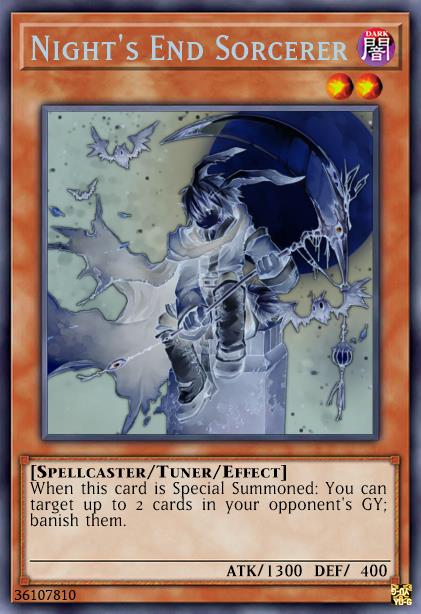 Night's End Sorcerer
DARK
闇
[Spellcaster/Tuner/Effect]
When this card is Special Summoned: You can
target up to 2 cards in your opponent's GY;
banish them.
ATK/1300 DEF/ 400
36107810